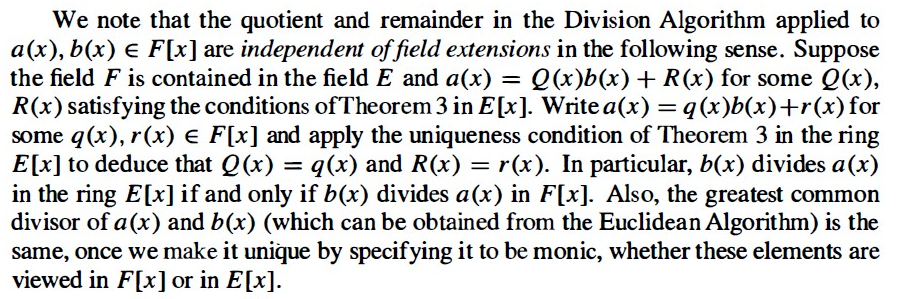 We note that the quotient and remainder in the Division Algorithm applied to
a(x), b(x) ∈ F[x] are independent of field extensions in the following sense. Suppose
the field F is contained in the field E and a(x) = Q(x)b(x) + R(x) for some Q(x),
R(x) satisfying the conditions of Theorem 3 in E[x]. Write a(x) = q(x)b(x)+r(x) for
some q(x), r(x) ∈ F[x] and apply the uniqueness condition of Theorem 3 in the ring
E[x] to deduce that Q(x) = q(x) and R(x) = r(x). In particular, b(x) divides a(x)
in the ring E[x] if and only if b(x) divides a(x) in F[x]. Also, the greatest common
divisor of a(x) and b(x) (which can be obtained from the Euclidean Algorithm) is the
same, once we make it unique by specifying it to be monic, whether these elements are
viewed in F[x] or in E[x].